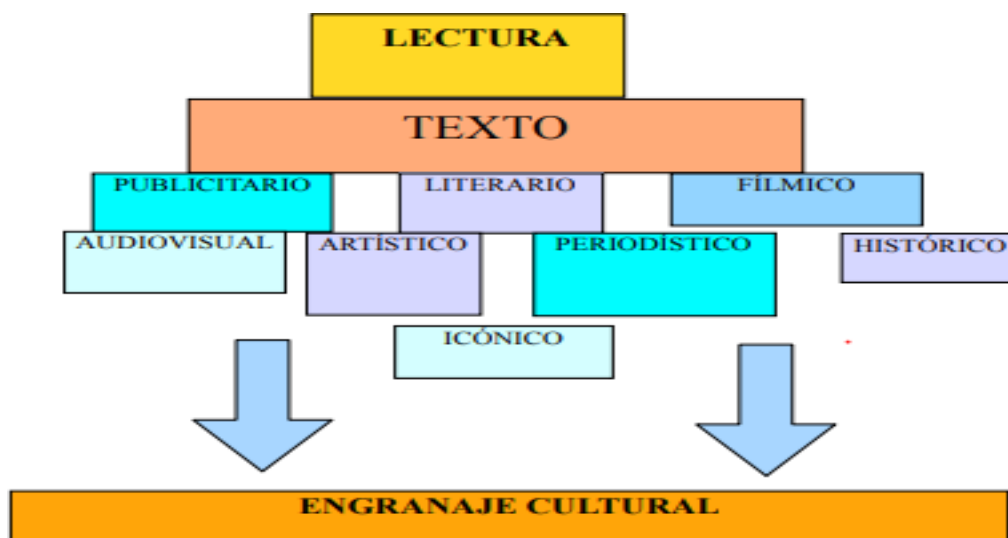 LECTURA
TEXTO
PUBLICITARIO
LITERARIO
FÍLMICO
AUDIOVISUAL
ARTÍSTICO
PERIODÍSTICO
HISTÓRICO
ICÓNICO
ENGRANAJE CULTURAL